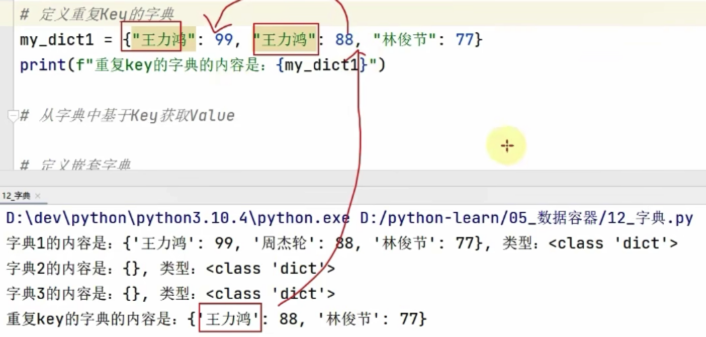 # 定义重复Key的字典
my_dict1 = {"王力鸿": 99, "王力鸿": 88, "林俊节": 77}
print(f"重复key的字典的内容是：{my_dict1}")
# 从字典中基于Key获取Value
# 定义嵌套字典
12_字典 ×
D:\dev\python\python3.10.4\python.exe D:/python-learn/05_数据容器/12_字典.py
字典1的内容是：{'王力鸿': 99, '周杰轮': 88, '林俊节': 77}, 类型：<class 'dict'>
字典2的内容是：{}, 类型：<class 'dict'>
字典3的内容是：{}, 类型：<class 'dict'>
重复key的字典的内容是：{'王力鸿': 88, '林俊节': 77}